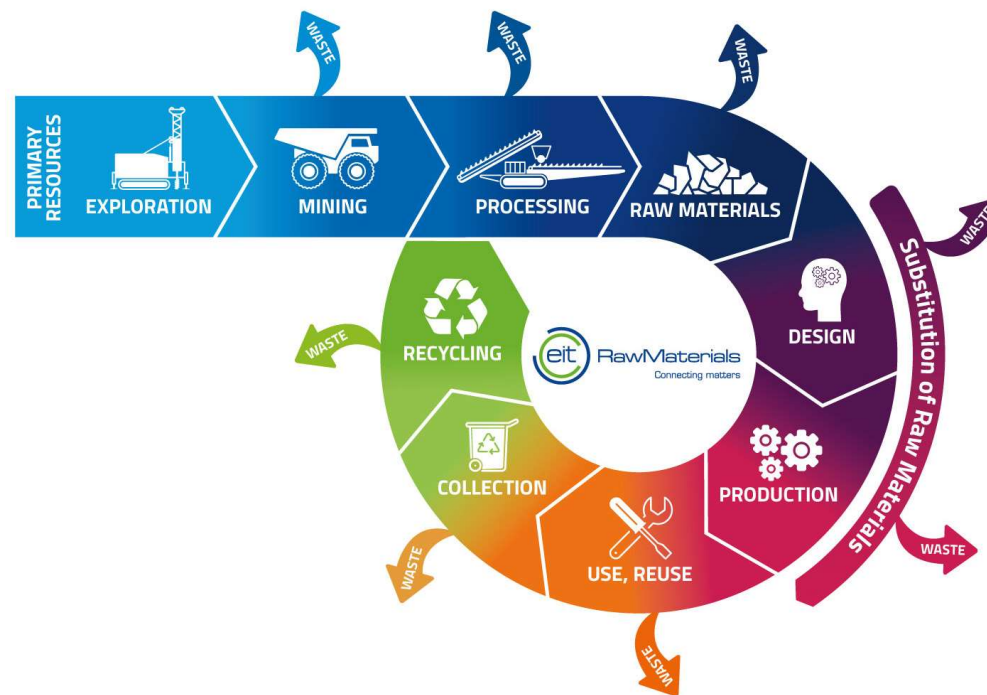 WASTE
WASTE
WASTE
PRIMARY
RESOURCES
EXPLORATION
MINING
PROCESSING
RAW MATERIALS
WASTE
Substitution of Raw Materials
DESIGN
RECYCLING
WASTE
eit RawMaterials
Connecting matters
COLLECTION
PRODUCTION
WASTE
WASTE
USE, REUSE
WASTE